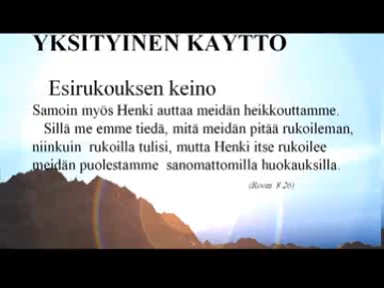 YKSITYINEN KÄYTTÖ
Esirukouksen keino
Samoin myös Henki auttaa meidän heikkouttamme.
Sillä me emme tiedä, mitä meidän pitää rukoileman,
niinkuin rukoilla tulisi, mutta Henki itse rukoilee
meidän puolestamme sanomattomilla huokauksilla.
(Room 8.26)